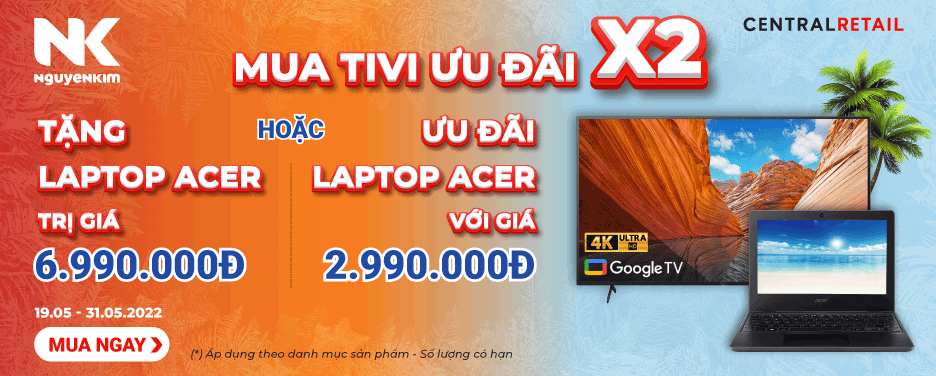 NK
NGUYENKIM
CENTRALRETAIL
MUA TIVI ƯU ĐÃI X2
TẶNG
LAPTOP ACER
TRỊ GIÁ
6.990.000Đ
HOẶC
ƯU ĐÃI
LAPTOP ACER
VỚI GIÁ
2.990.000Đ
4K ULTRA HD
Google TV
acer
19.05 - 31.05.2022
MUA NGAY
(*) Áp dụng theo danh mục sản phẩm - Số lượng có hạn